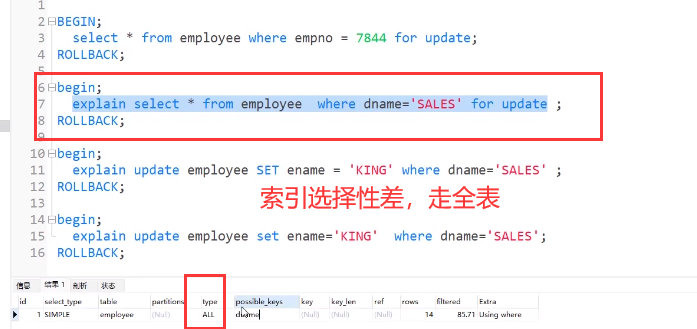 1
2 BEGIN;
3 select * from employee where empno = 7844 for update;
4 ROLLBACK;
5
6 begin;
7 explain select * from employee  where dname='SALES' for update ;
8 ROLLBACK;
9
10 begin;
11 explain update employee SET ename = 'KING' where dname='SALES' ;
12 ROLLBACK;
13
索引选择性差，走全表
14 begin;
15 explain update employee set ename='KING'  where dname='SALES';
16 ROLLBACK;
信息 结果 1 剖析 状态
id select_type table partitions type possible_keys key key_len ref rows filtered Extra
1 SIMPLE employee (Null) ALL dname (Null) (Null) (Null) 14 85.71 Using where